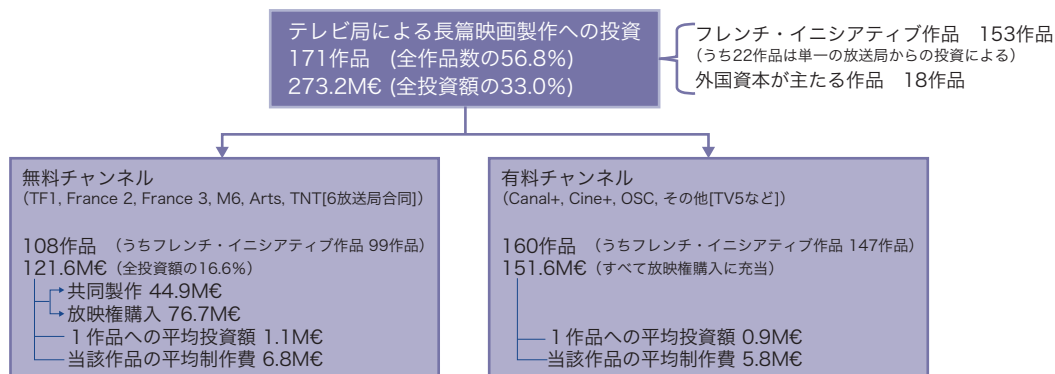 テレビ局による長篇映画製作への投資
171作品 (全作品数の56.8%)
273.2M€ (全投資額の33.0%)
フレンチ・イニシアティブ作品 153作品
(うち22作品は単一の放送局からの投資による)
外国資本が主たる作品 18作品
無料チャンネル
(TF1, France 2, France 3, M6, Arts, TNT[6放送局合同])
108作品 (うちフレンチ・イニシアティブ作品 99作品)
121.6M€ (全投資額の16.6%)
共同製作 44.9M€
放映権購入 76.7M€
1作品への平均投資額 1.1M€
当該作品の平均制作費 6.8M€
有料チャンネル
(Canal+, Cine+, OSC, その他[TV5など])
160作品 (うちフレンチ・イニシアティブ作品 147作品)
151.6M€ (すべて放映権購入に充当)
1作品への平均投資額 0.9M€
当該作品の平均制作費 5.8M€